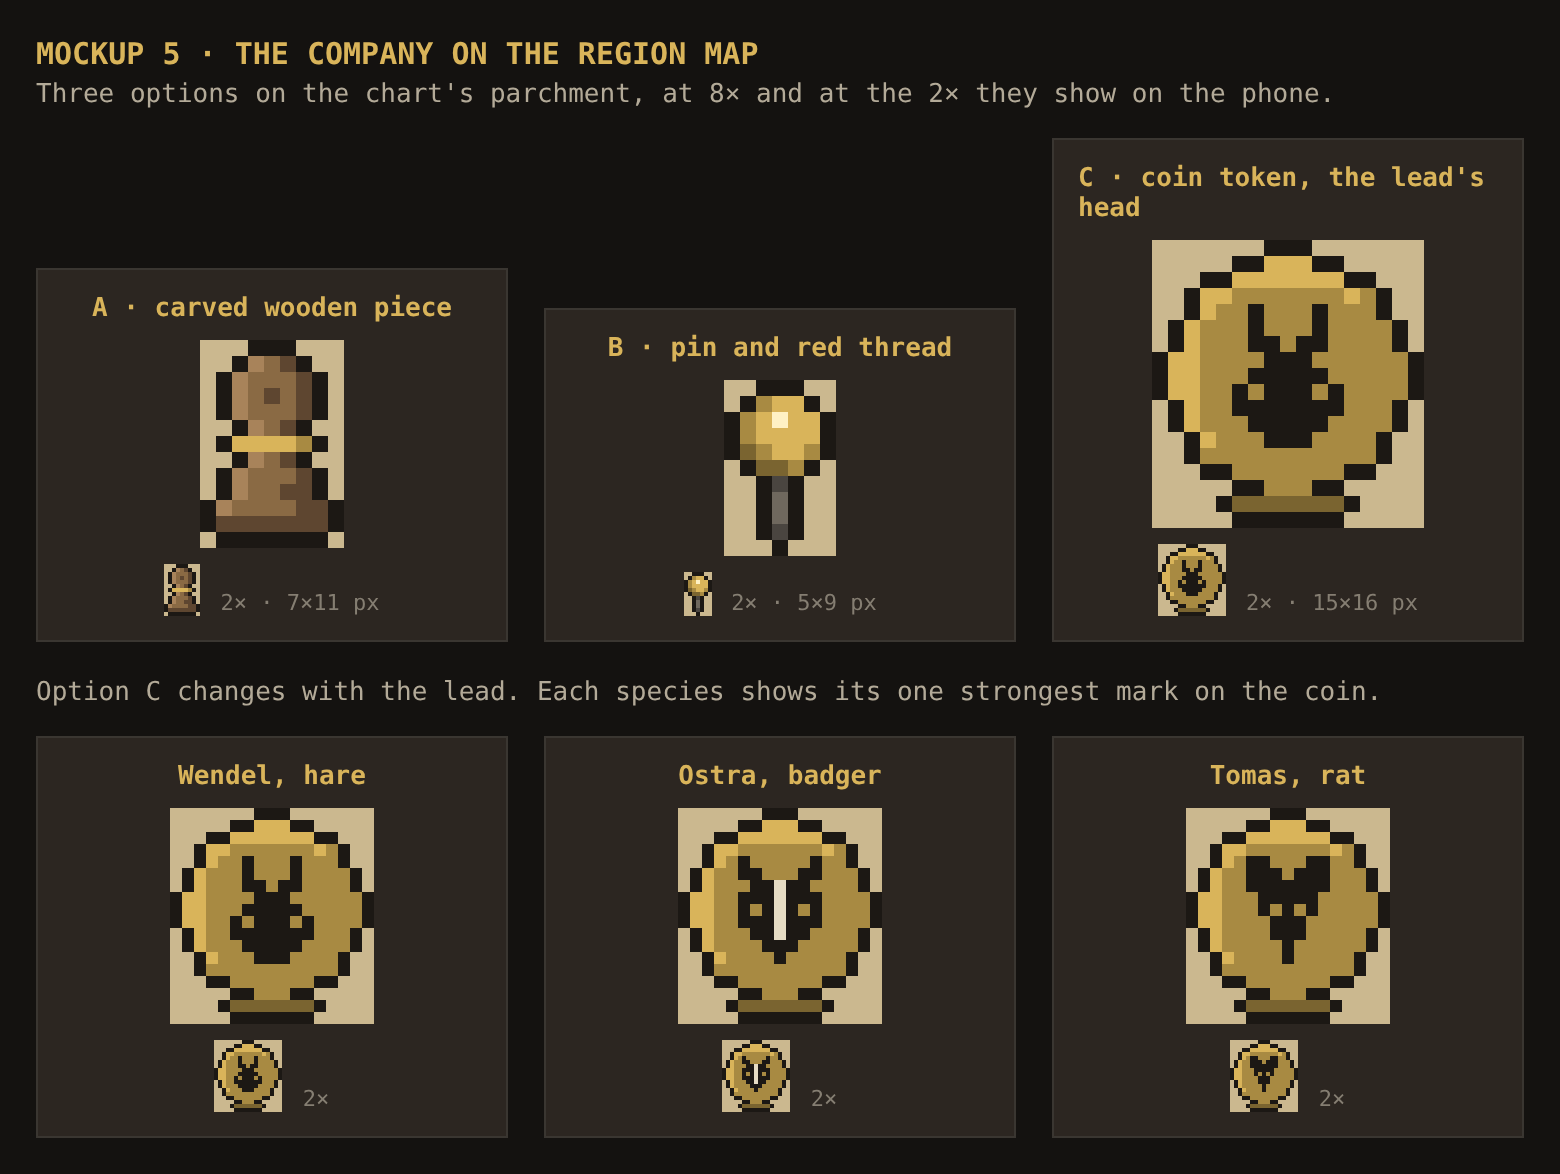 MOCKUP 5 · THE COMPANY ON THE REGION MAP
Three options on the chart's parchment, at 8× and at the 2× they show on the phone.
A · carved wooden piece
2× · 7×11 px
B · pin and red thread
2× · 5×9 px
C · coin token, the lead's
head
2× · 15×16 px
Option C changes with the lead. Each species shows its one strongest mark on the coin.
Wendel, hare
2×
Ostra, badger
2×
Tomas, rat
2×